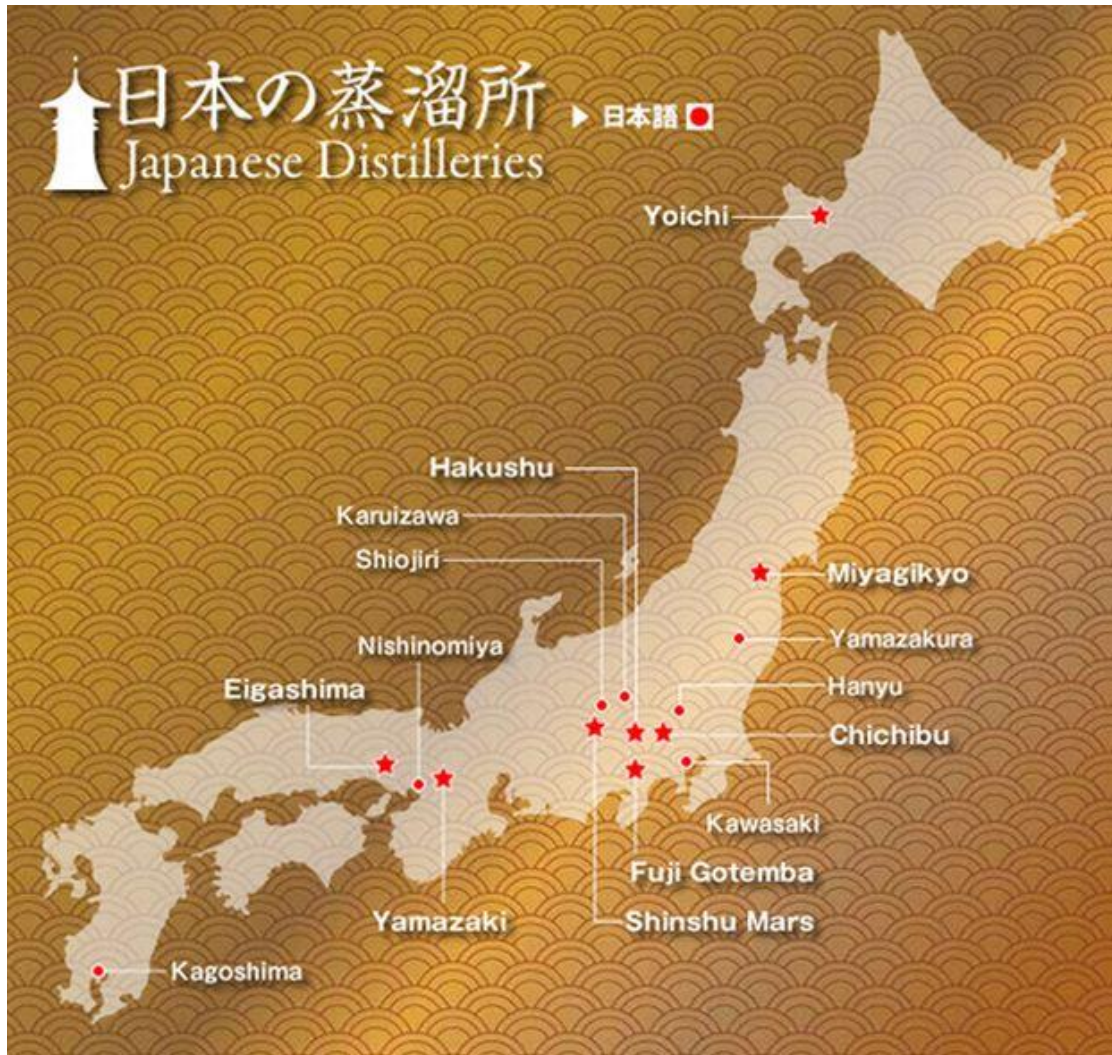 日本の蒸溜所
▶ 日本語
Japanese Distilleries
Yoichi
Hakushu
Karuizawa
Shiojiri
Miyagikyo
Nishinomiya
Yamazakura
Eigashima
Hanyu
Chichibu
Kawasaki
Fuji Gotemba
Yamazaki
Shinshu Mars
Kagoshima